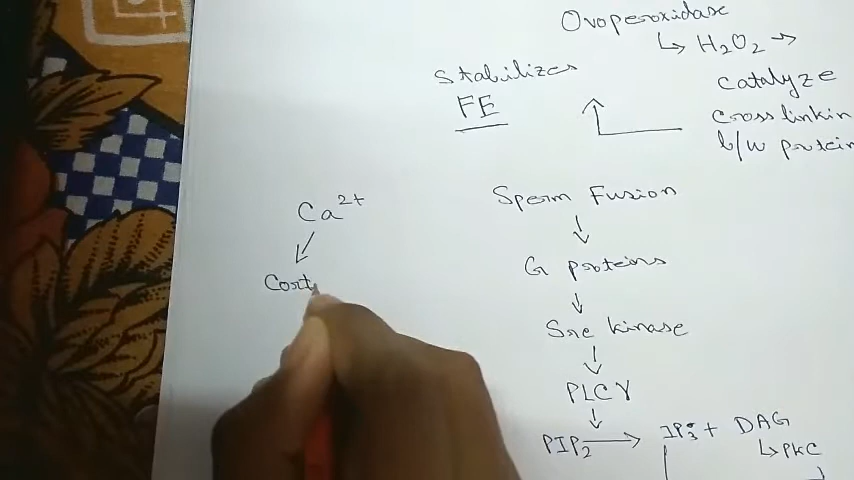 Ovoperoxidase
↳ H2O2 →
Stabilizes
FE
catalyze
cross linkin
b/w protein
Sperm Fusion
↓
G proteins
↓
Src kinase
↓
PLCγ
↓
PIP2 → IP3 + DAG
↳ PKC
Ca2+
↓
Cort